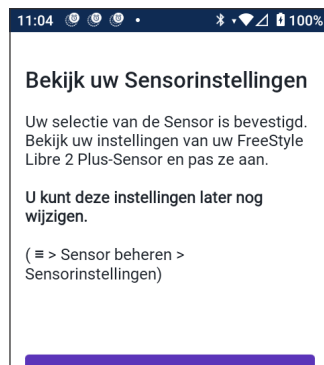 11:04 100%
Bekijk uw Sensorinstellingen
Uw selectie van de Sensor is bevestigd.
Bekijk uw instellingen van uw FreeStyle
Libre 2 Plus-Sensor en pas ze aan.
U kunt deze instellingen later nog
wijzigen.
( ≡ > Sensor beheren >
Sensorinstellingen)